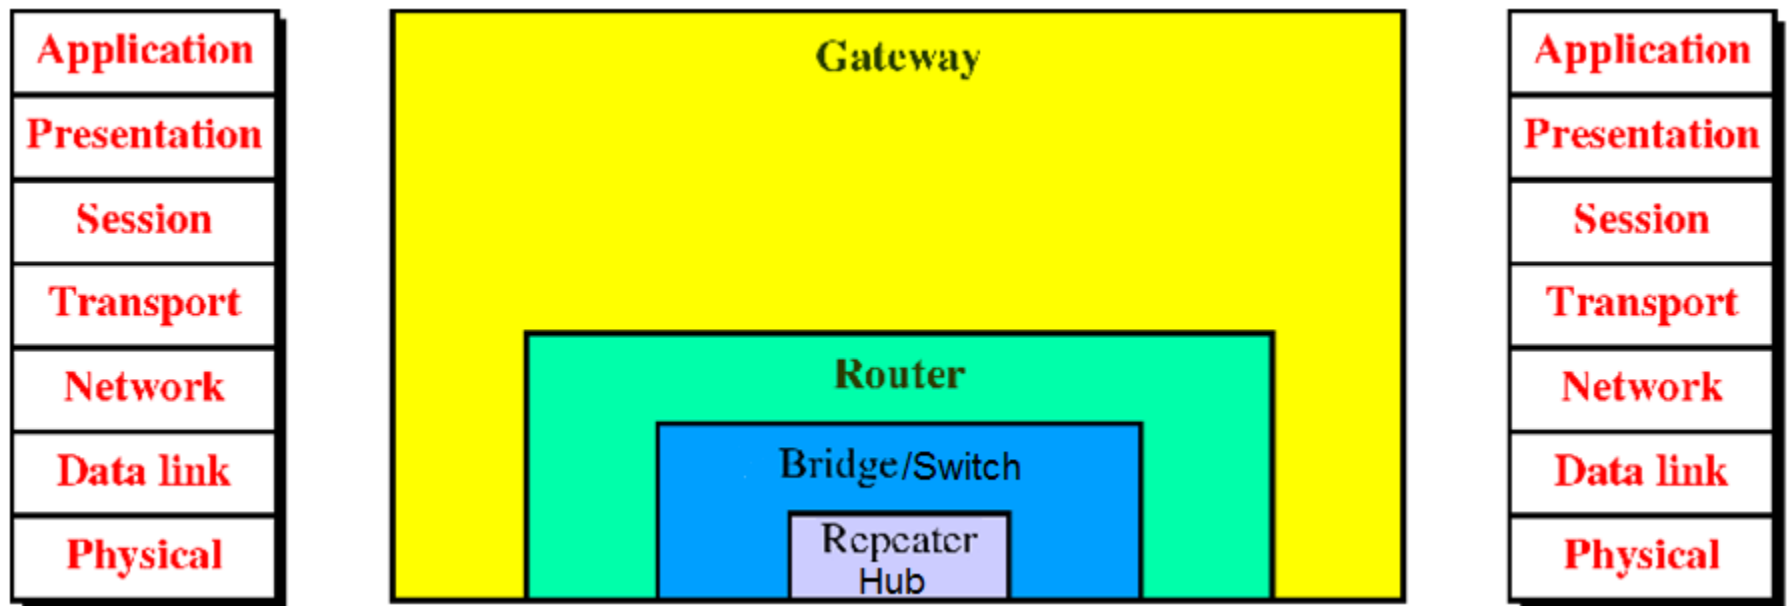 Application
Presentation
Session
Transport
Network
Data link
Physical
Gateway
Router
Bridge/Switch
Repeater
Hub
Application
Presentation
Session
Transport
Network
Data link
Physical